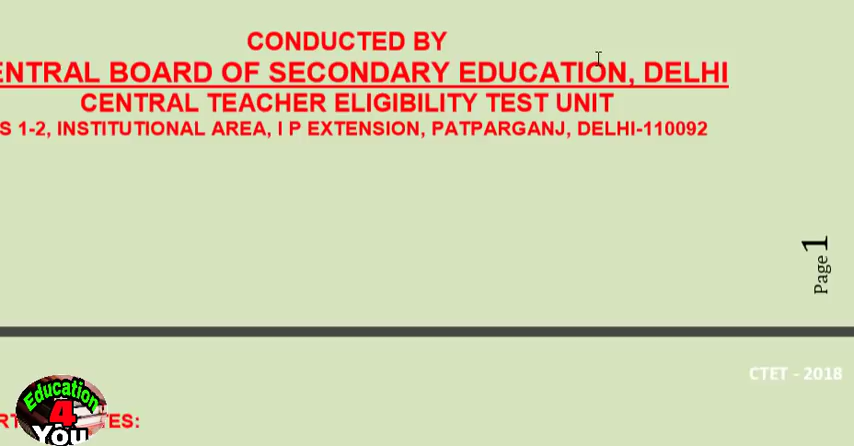 CONDUCTED BY
ENTRAL BOARD OF SECONDARY EDUCATION, DELHI
CENTRAL TEACHER ELIGIBILITY TEST UNIT
S 1-2, INSTITUTIONAL AREA, I P EXTENSION, PATPARGANJ, DELHI-110092
Page 1
CTET - 2018
Education
4
You